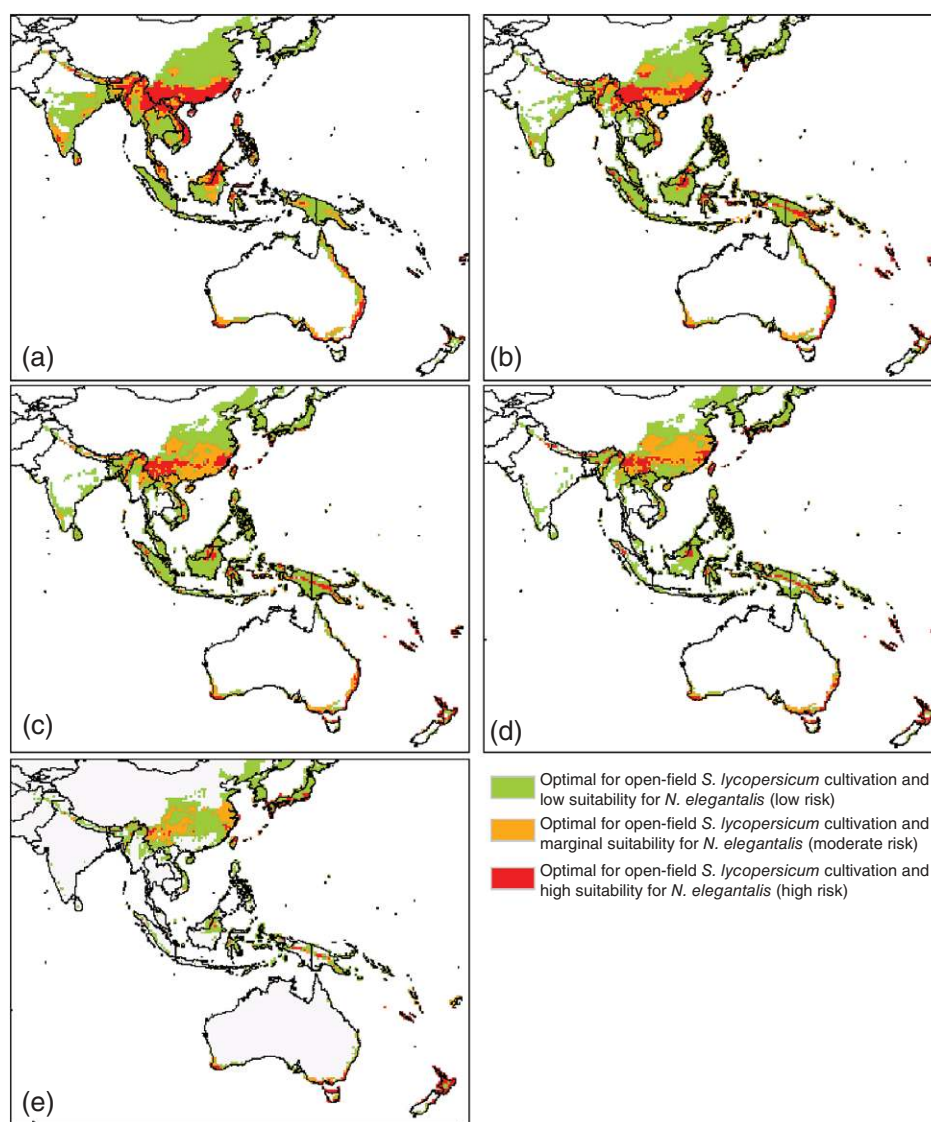 (a)
(b)
(c)
(d)
Optimal for open-field S. lycopersicum cultivation and
low suitability for N. elegantalis (low risk)
Optimal for open-field S. lycopersicum cultivation and
marginal suitability for N. elegantalis (moderate risk)
Optimal for open-field S. lycopersicum cultivation and
high suitability for N. elegantalis (high risk)
(e)